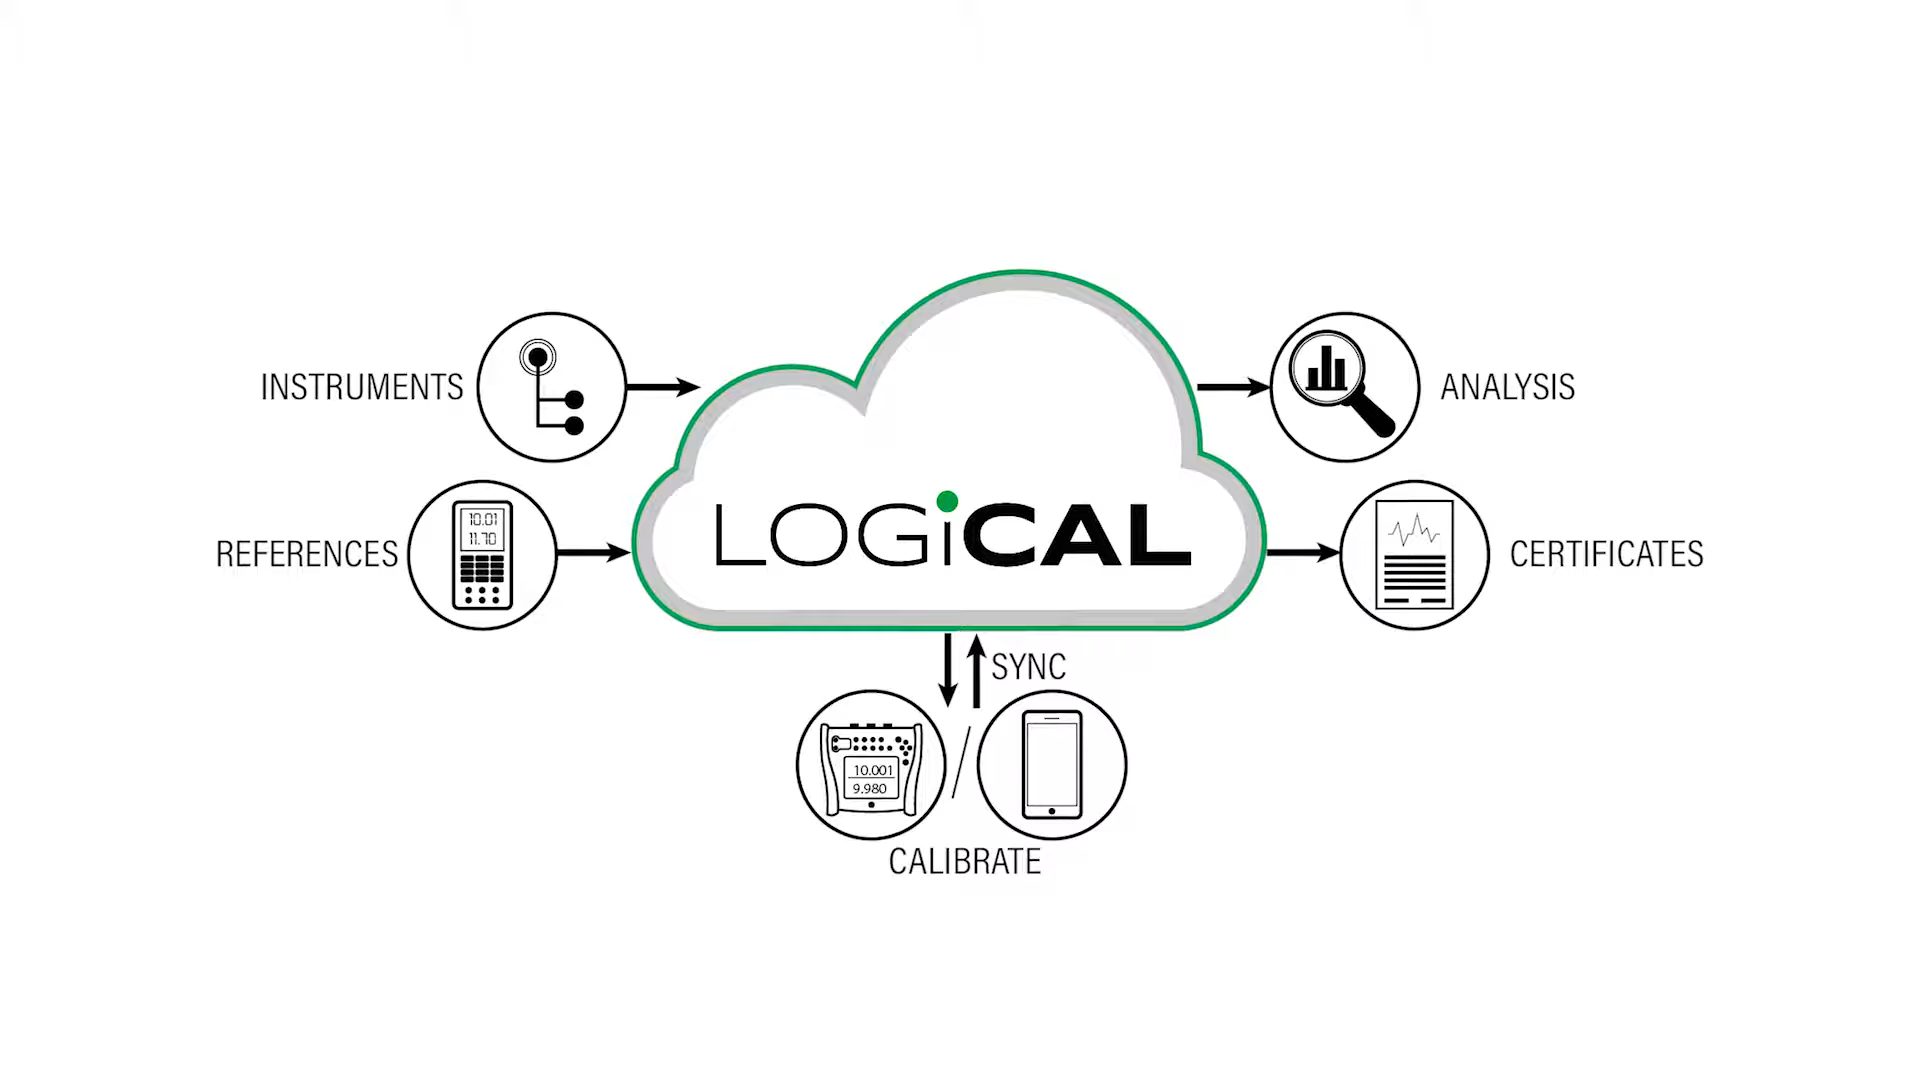 INSTRUMENTS
ANALYSIS
REFERENCES
10.01
11.70
LOGiCAL
CERTIFICATES
SYNC
10.001
9.980
CALIBRATE